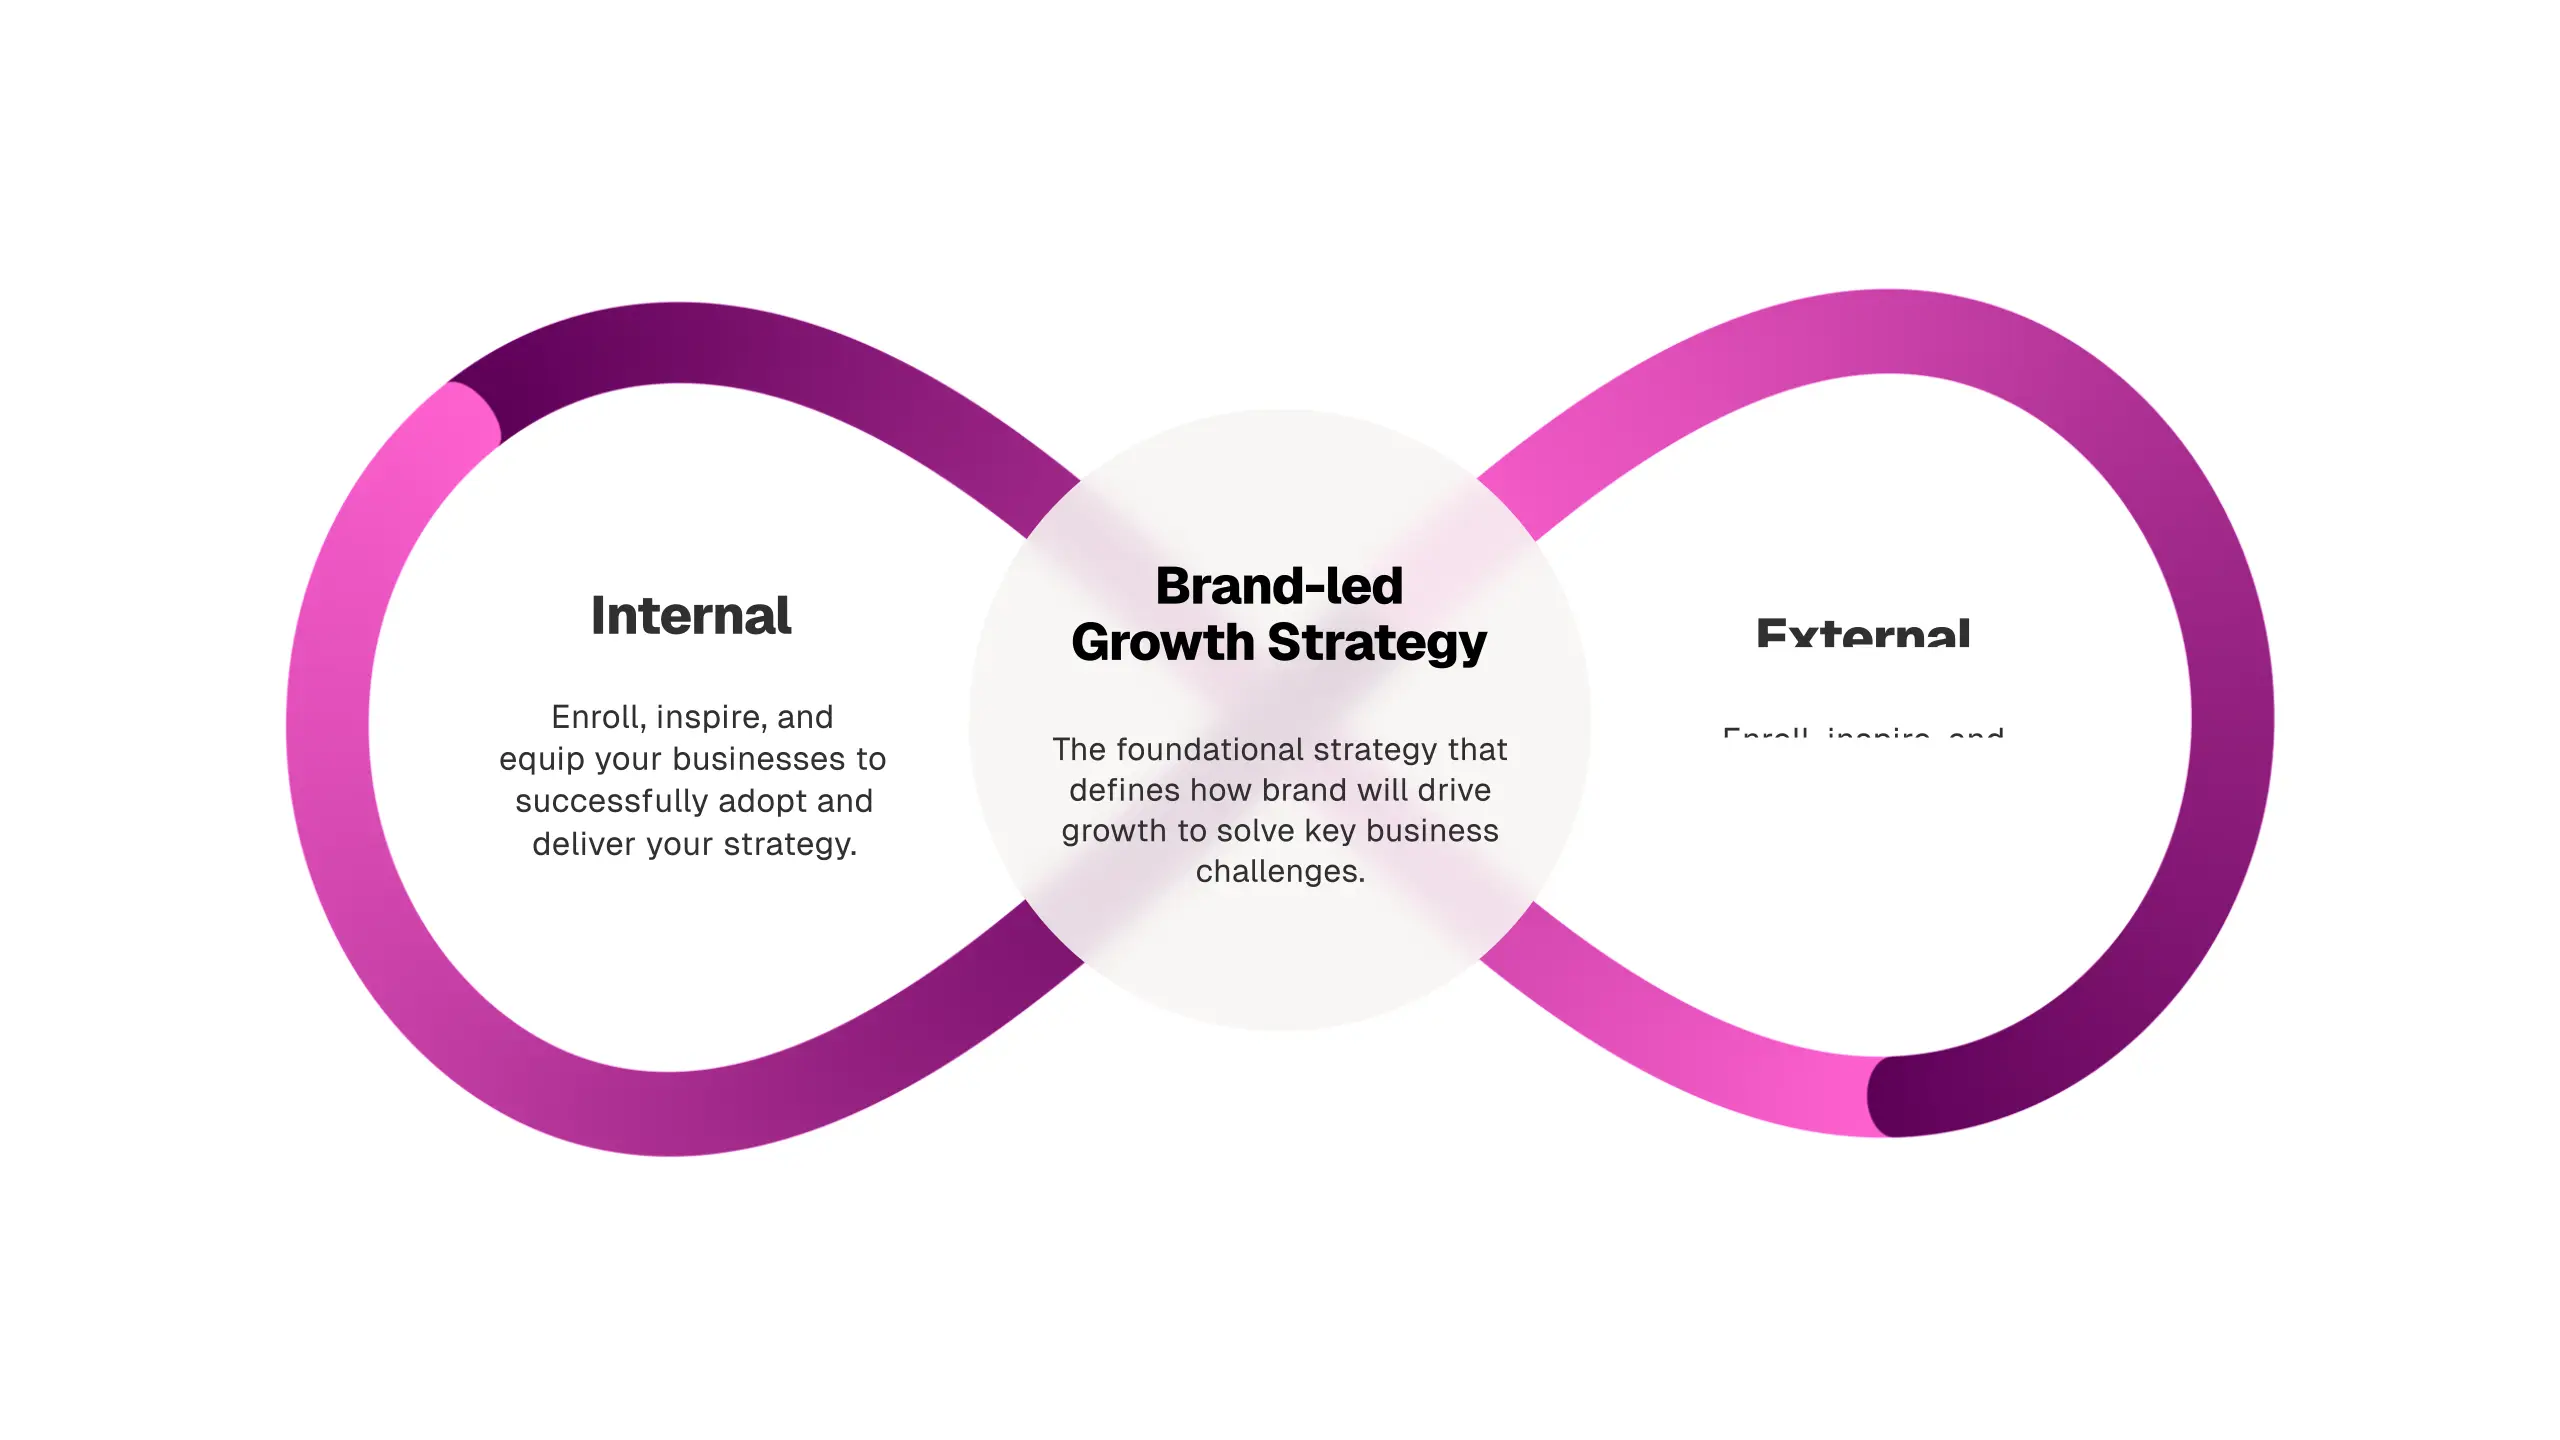 Internal
Enroll, inspire, and
equip your businesses to
successfully adopt and
deliver your strategy.
Brand-led
Growth Strategy
The foundational strategy that
defines how brand will drive
growth to solve key business
challenges.
External
Enroll, inspire, and